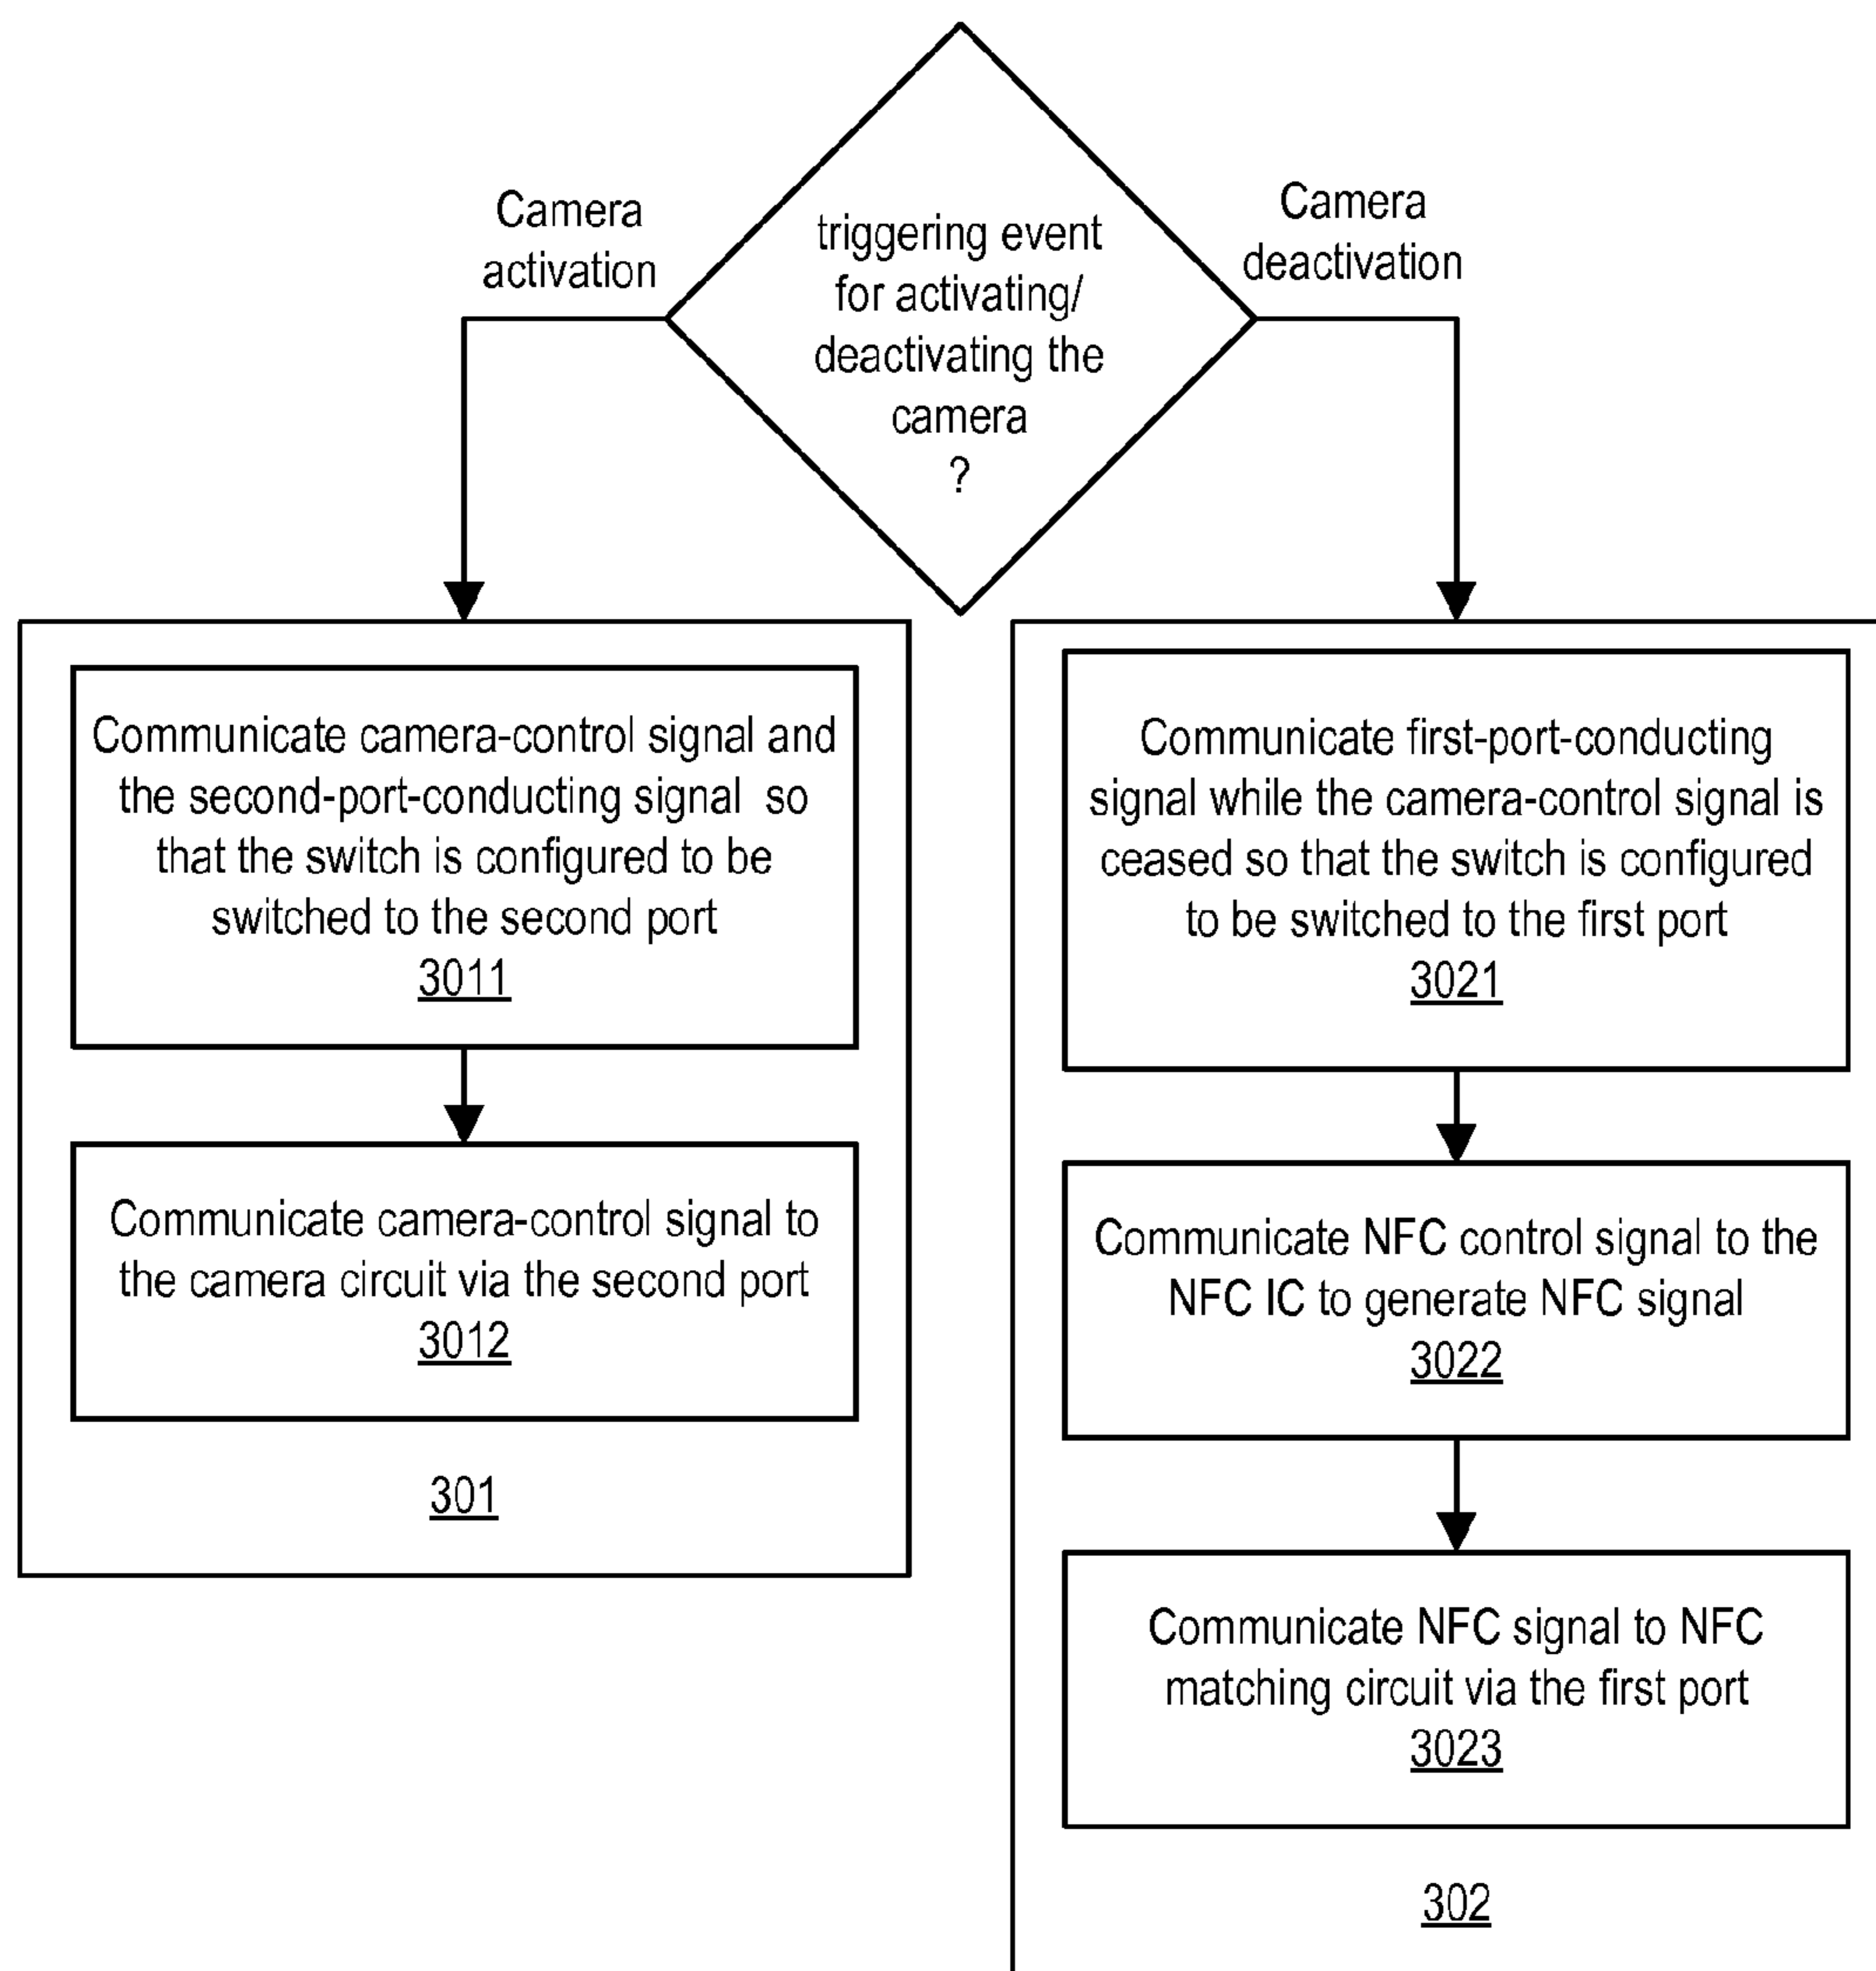 triggering event
for activating/
deactivating the
camera
?
Camera
activation
Camera
deactivation
Communicate camera-control signal and
the second-port-conducting signal so
that the switch is configured to be
switched to the second port
3011
Communicate camera-control signal to
the camera circuit via the second port
3012
301
Communicate first-port-conducting
signal while the camera-control signal is
ceased so that the switch is configured
to be switched to the first port
3021
Communicate NFC control signal to the
NFC IC to generate NFC signal
3022
Communicate NFC signal to NFC
matching circuit via the first port
3023
302